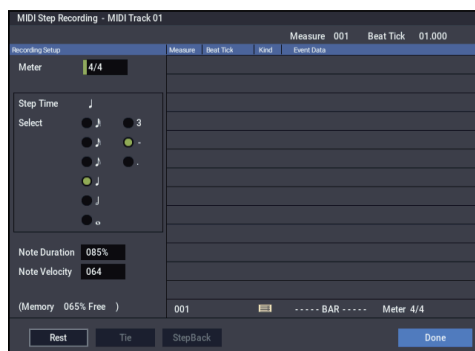 MIDI Step Recording - MIDI Track 01
Measure 001 Beat Tick 01.000
Recording Setup Measure Beat Tick Kind Event Data
Meter 4/4
Step Time ♩
Select
3
-
.
Note Duration 085%
Note Velocity 064
(Memory 065% Free )
001 ----- BAR ----- Meter 4/4
Rest Tie StepBack Done